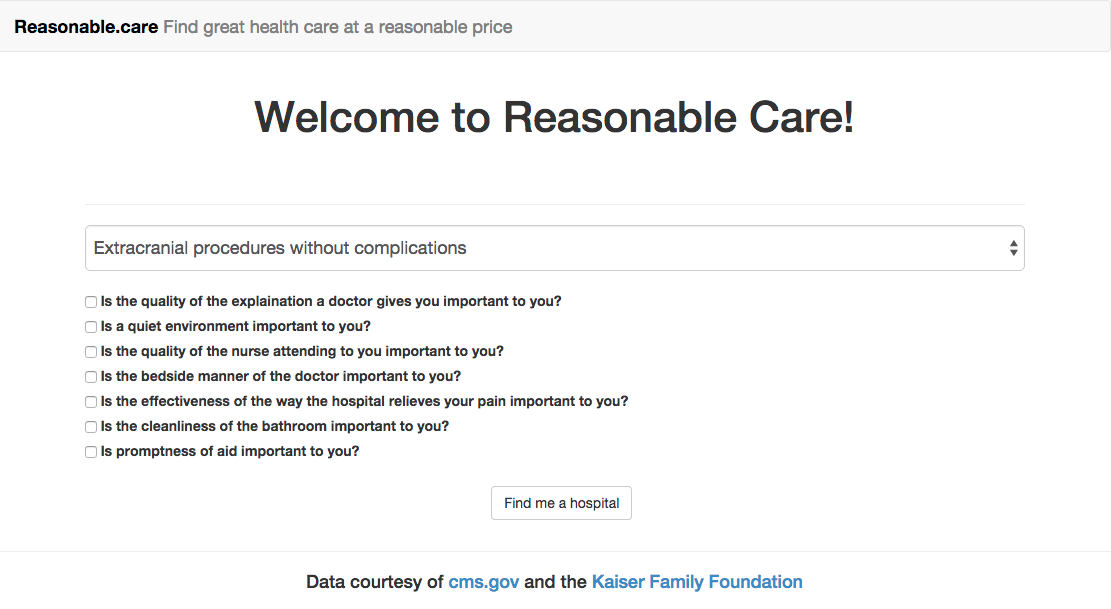 Reasonable.care Find great health care at a reasonable price
Welcome to Reasonable Care!
Extracranial procedures without complications
Is the quality of the explaination a doctor gives you important to you?
Is a quiet environment important to you?
Is the quality of the nurse attending to you important to you?
Is the bedside manner of the doctor important to you?
Is the effectiveness of the way the hospital relieves your pain important to you?
Is the cleanliness of the bathroom important to you?
Is promptness of aid important to you?
Find me a hospital
Data courtesy of cms.gov and the Kaiser Family Foundation